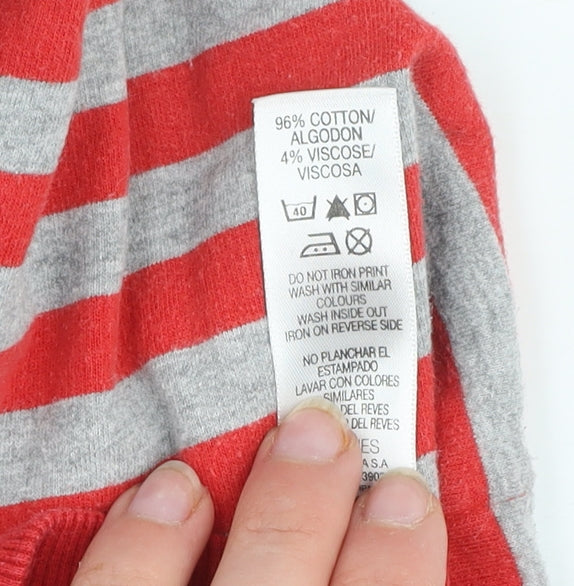 96% COTTON/
ALGODON
4% VISCOSE/
VISCOSA
40
DO NOT IRON PRINT
WASH WITH SIMILAR
COLOURS
WASH INSIDE OUT
IRON ON REVERSE SIDE
NO PLANCHAR EL
ESTAMPADO
LAVAR CON COLORES
SIMILARES
DEL REVES
DEL REVES